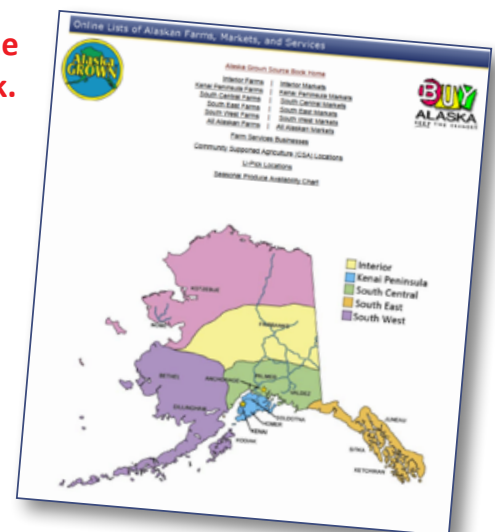 e
k.
Online Lists of Alaskan Farms, Markets, and Services
Alaska GROWN
Alaska Grown Source Book Home
Interior Farms | Interior Markets
Kenai Peninsula Farms | Kenai Peninsula Markets
South Central Farms | South Central Markets
South East Farms | South East Markets
South West Farms | South West Markets
All Alaskan Farms | All Alaskan Markets
Farm Services Businesses
Community Supported Agriculture (CSA) Locations
U-Pick Locations
Seasonal Produce Availability Chart
BUY
ALASKA
Interior
Kenai Peninsula
South Central
South East
South West
KOTZEBUE
NOME
FAIRBANKS
BETHEL
ANCHORAGE
PALMER
VALDEZ
DILLINGHAM
SOLDOTNA
HOMER
KENAI
KODIAK
JUNEAU
SITKA
KETCHIKAN